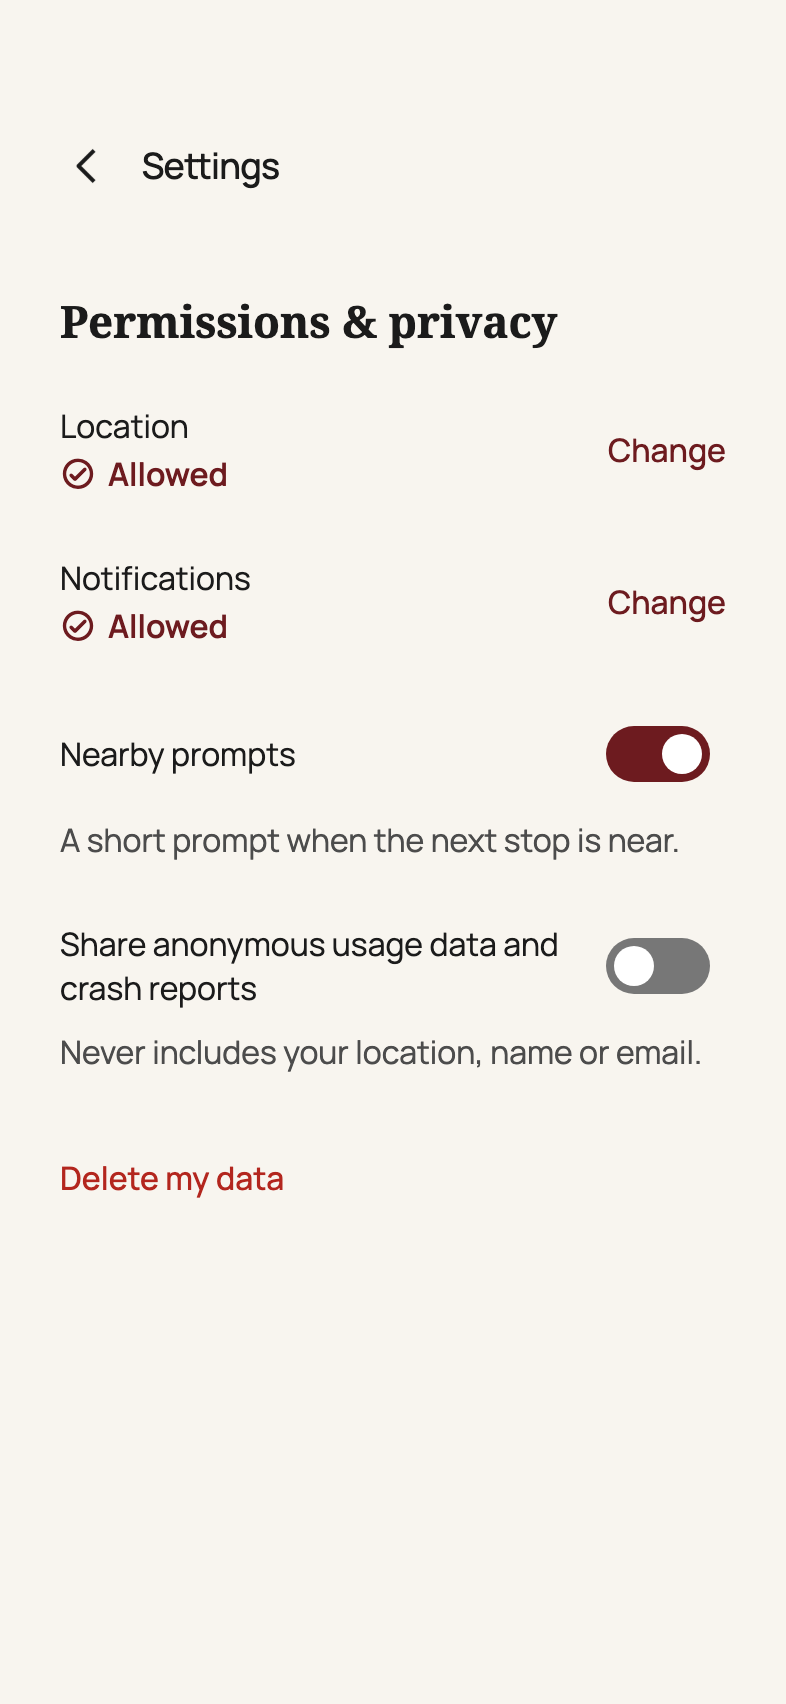 Settings
Permissions & privacy
Location
Allowed
Change
Notifications
Allowed
Change
Nearby prompts
A short prompt when the next stop is near.
Share anonymous usage data and
crash reports
Never includes your location, name or email.
Delete my data